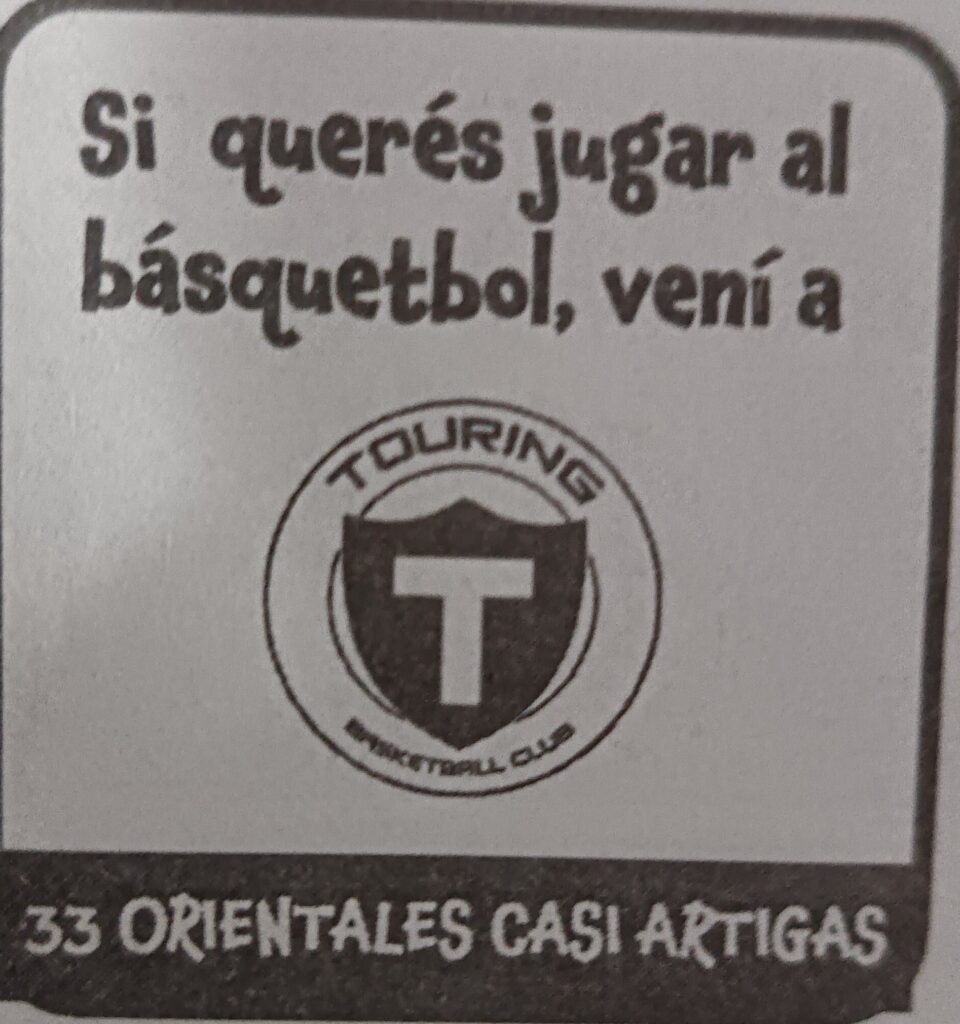 Si querés jugar al
básquetbol, vení a
TOURING
T
BASKETBALL CLUB
33 ORIENTALES CASI ARTIGAS